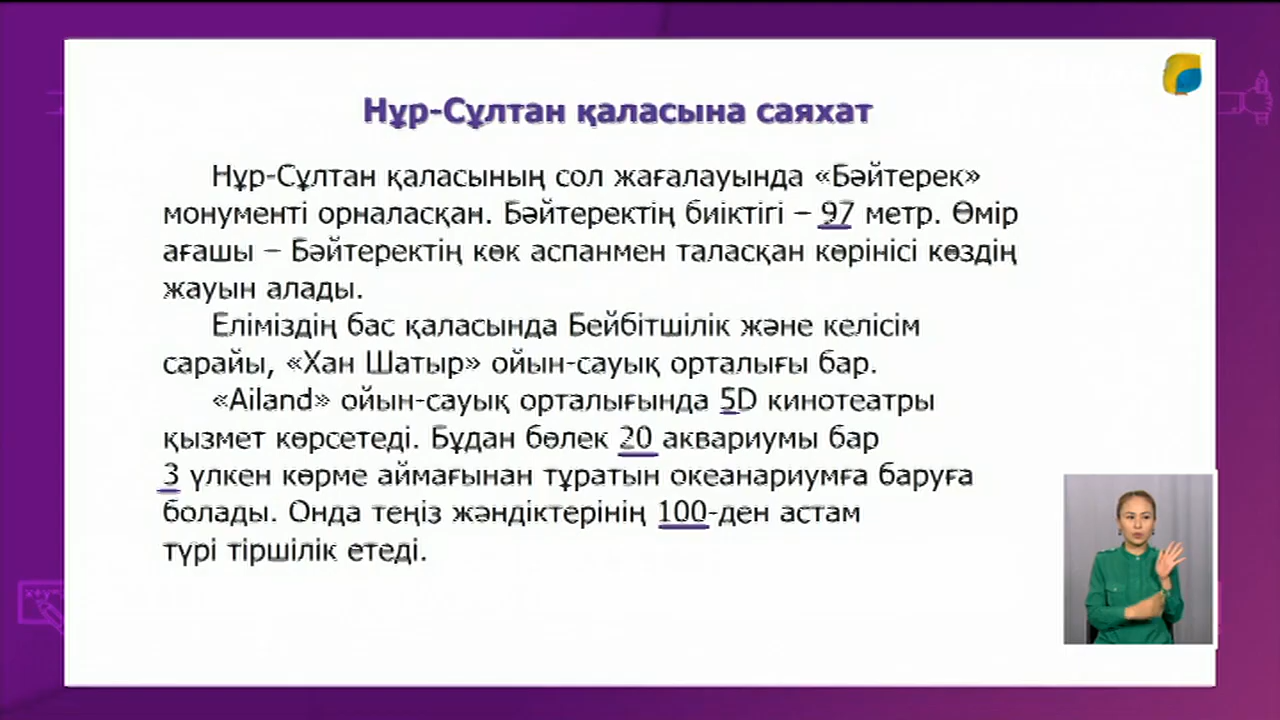 Нұр-Сұлтан қаласына саяхат
Нұр-Сұлтан қаласының сол жағалауында «Бәйтерек»
монументі орналасқан. Бәйтеректің биіктігі – 97 метр. Өмір
ағашы – Бәйтеректің көк аспанмен таласқан көрінісі көздің
жауын алады.
Еліміздің бас қаласында Бейбітшілік және келісім
сарайы, «Хан Шатыр» ойын-сауық орталығы бар.
«Ailand» ойын-сауық орталығында 5D кинотеатры
қызмет көрсетеді. Бұдан бөлек 20 аквариумы бар
3 үлкен көрме аймағынан тұратын океанариумға баруға
болады. Онда теңіз жәндіктерінің 100-ден астам
түрі тіршілік етеді.